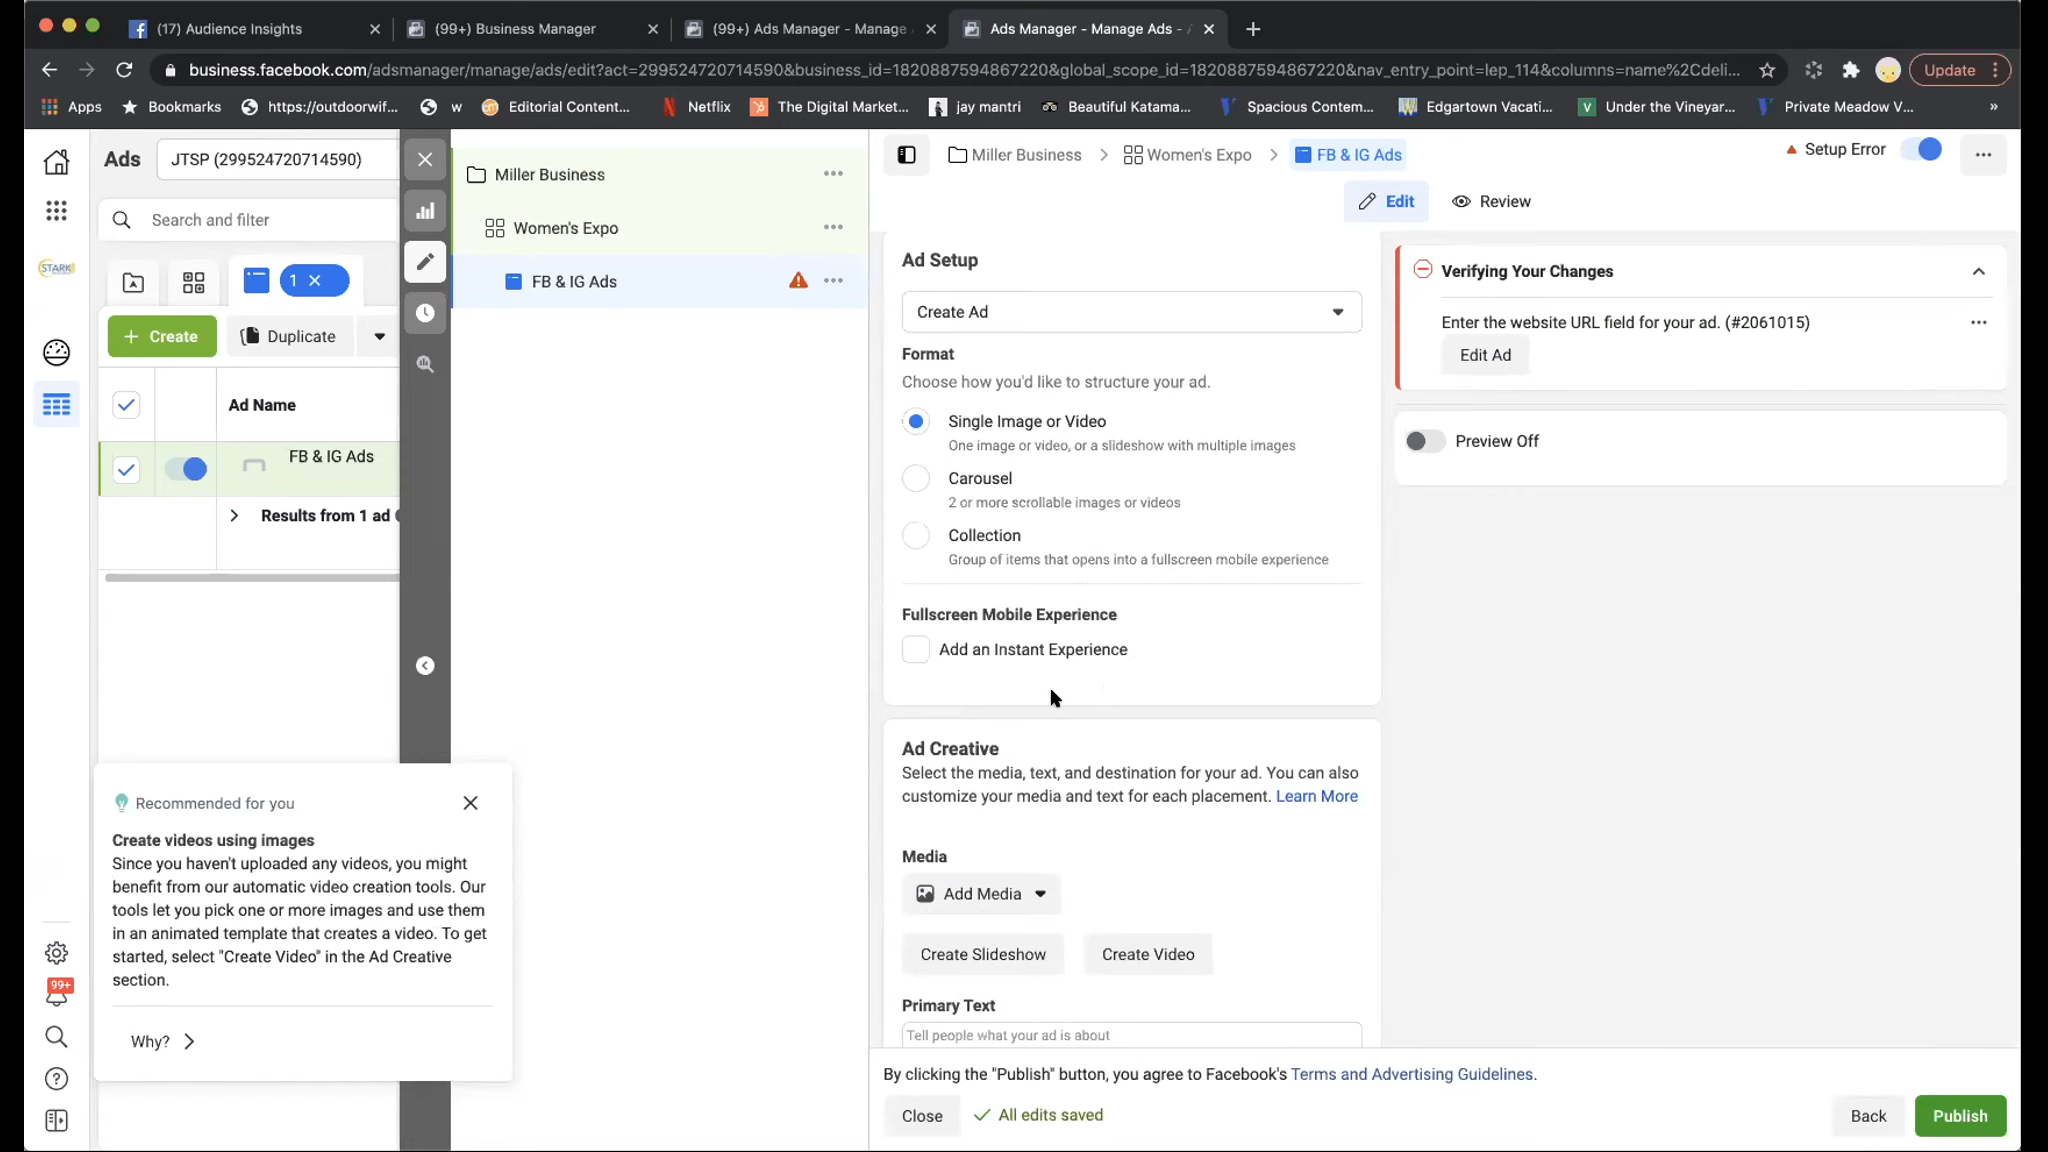 (17) Audience Insights
(99+) Business Manager
(99+) Ads Manager - Manage
Ads Manager - Manage Ads -
business.facebook.com/adsmanager/manage/ads/edit?act=299524720714590&business_id=1820887594867220&global_scope_id=1820887594867220&nav_entry_point=lep_114&columns=name%2Cdeli...
Update
Apps
Bookmarks
https://outdoorwif...
w
Editorial Content...
Netflix
The Digital Market...
jay mantri
Beautiful Katama...
Spacious Contem...
Edgartown Vacati...
Under the Vineyar...
Private Meadow V...
»
Ads
JTSP (299524720714590)
Search and filter
STARK
1
Create
Duplicate
Ad Name
FB & IG Ads
Results from 1 ad
Miller Business
Women's Expo
FB & IG Ads
Miller Business
Women's Expo
FB & IG Ads
Setup Error
Edit
Review
Ad Setup
Create Ad
Format
Choose how you'd like to structure your ad.
Single Image or Video
One image or video, or a slideshow with multiple images
Carousel
2 or more scrollable images or videos
Collection
Group of items that opens into a fullscreen mobile experience
Fullscreen Mobile Experience
Add an Instant Experience
Ad Creative
Select the media, text, and destination for your ad. You can also
customize your media and text for each placement. Learn More
Media
Add Media
Create Slideshow
Create Video
Primary Text
Tell people what your ad is about
Verifying Your Changes
Enter the website URL field for your ad. (#2061015)
Edit Ad
Preview Off
Recommended for you
Create videos using images
Since you haven't uploaded any videos, you might
benefit from our automatic video creation tools. Our
tools let you pick one or more images and use them
in an animated template that creates a video. To get
started, select "Create Video" in the Ad Creative
section.
Why?
99+
By clicking the "Publish" button, you agree to Facebook's Terms and Advertising Guidelines.
Close
All edits saved
Back
Publish